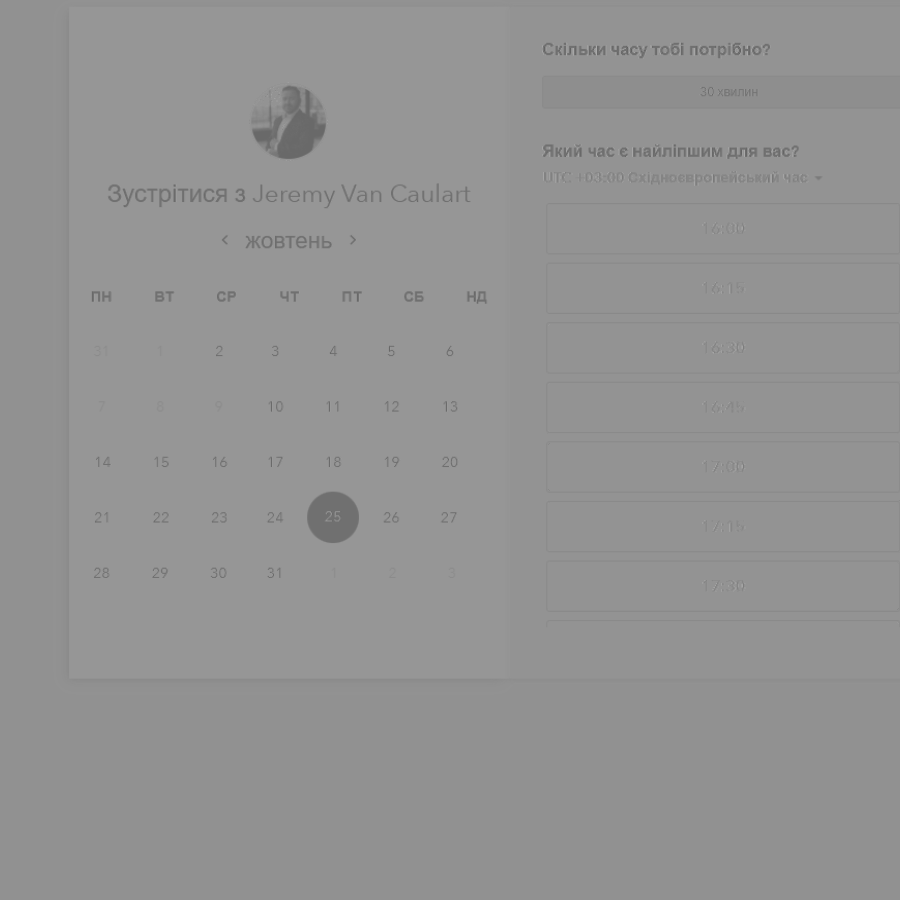 Зустрітися з Jeremy Van Caulart
жовтень
ПН ВТ СР ЧТ ПТ СБ НД
31 1 2 3 4 5 6
7 8 9 10 11 12 13
14 15 16 17 18 19 20
21 22 23 24 25 26 27
28 29 30 31 1 2 3
Скільки часу тобі потрібно?
30 хвилин
Який час є найліпшим для вас?
UTC +03:00 Східноєвропейський час
16:00
16:15
16:30
16:45
17:00
17:15
17:30